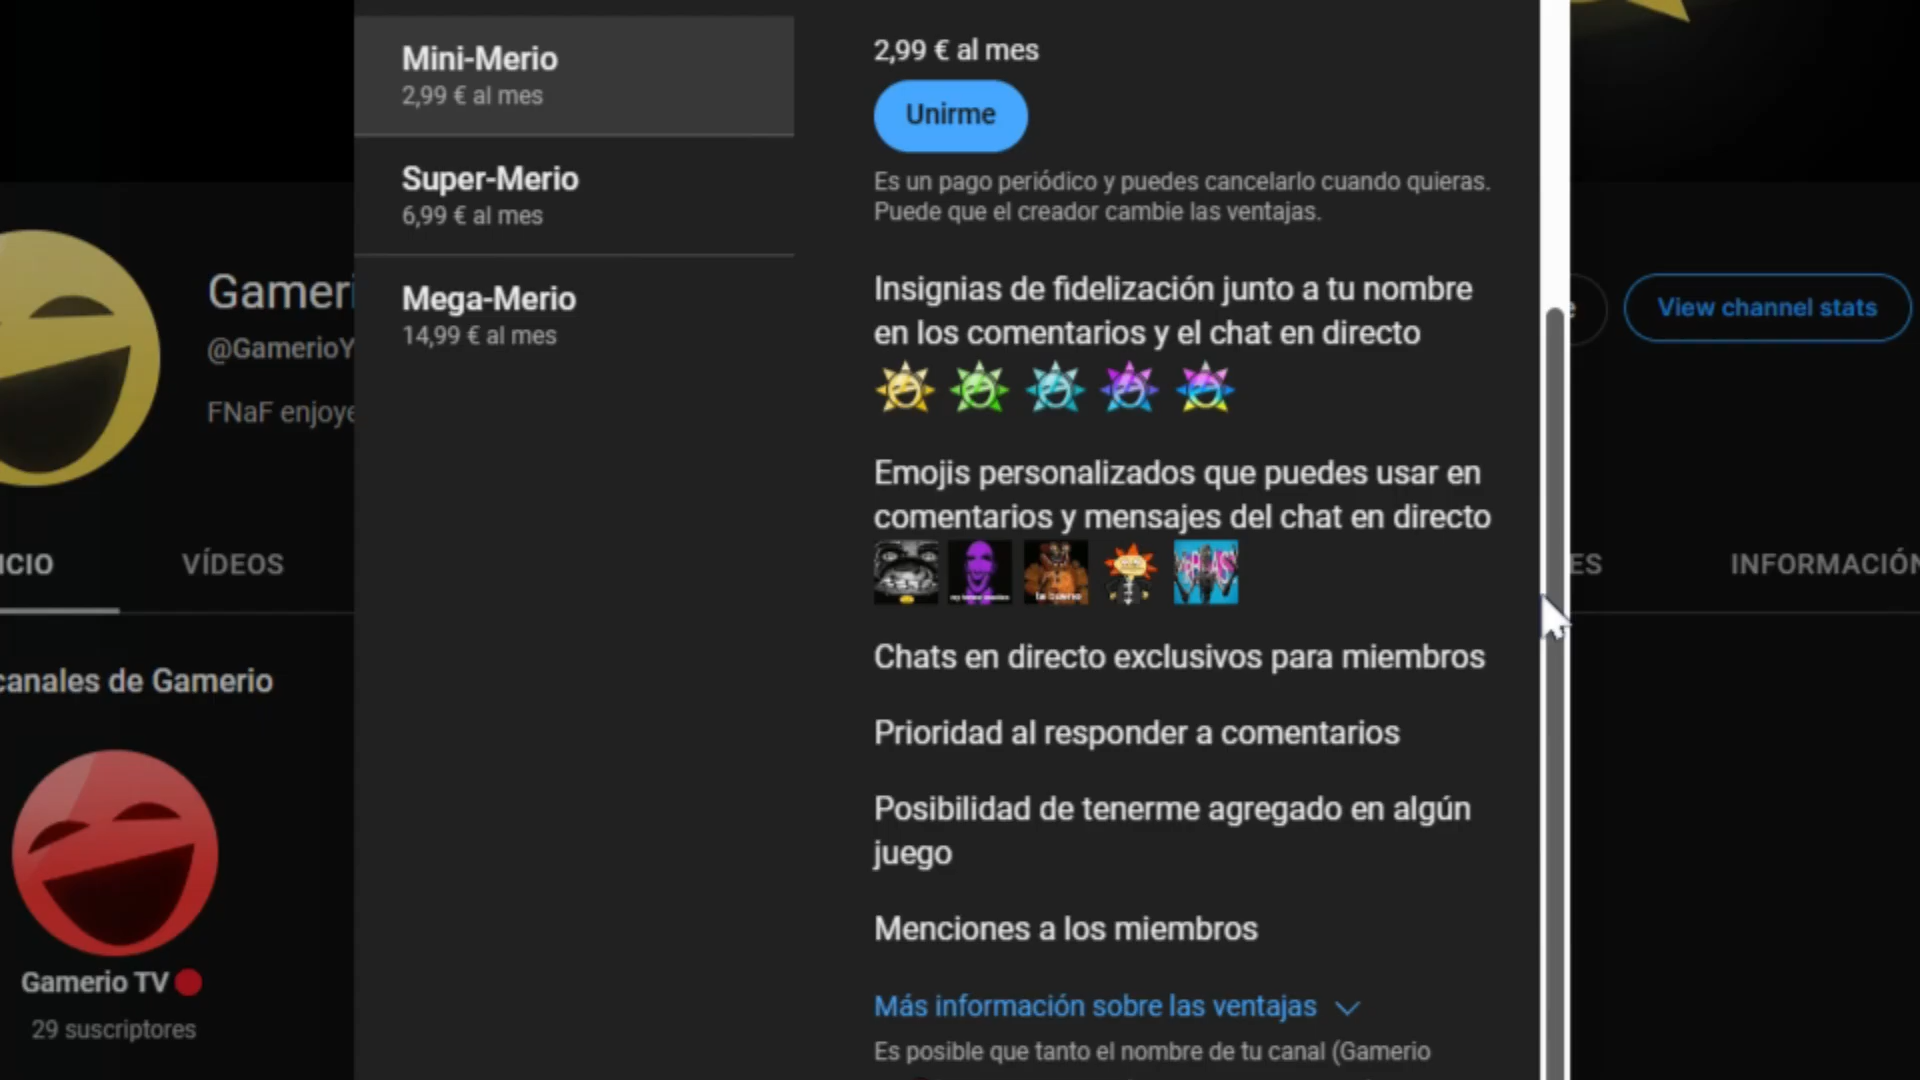 Mini-Merio
2,99 € al mes
Super-Merio
6,99 € al mes
Mega-Merio
14,99 € al mes
2,99 € al mes
Unirme
Es un pago periódico y puedes cancelarlo cuando quieras.
Puede que el creador cambie las ventajas.
Insignias de fidelización junto a tu nombre
en los comentarios y el chat en directo
Emojis personalizados que puedes usar en
comentarios y mensajes del chat en directo
Chats en directo exclusivos para miembros
Prioridad al responder a comentarios
Posibilidad de tenerme agregado en algún
juego
Menciones a los miembros
Más información sobre las ventajas
Es posible que tanto el nombre de tu canal (Gamerio
Gameri
@GamerioY
FNaF enjoye
View channel stats
ICIO
VÍDEOS
ES
INFORMACIÓN
canales de Gamerio
Gamerio TV
29 suscriptores